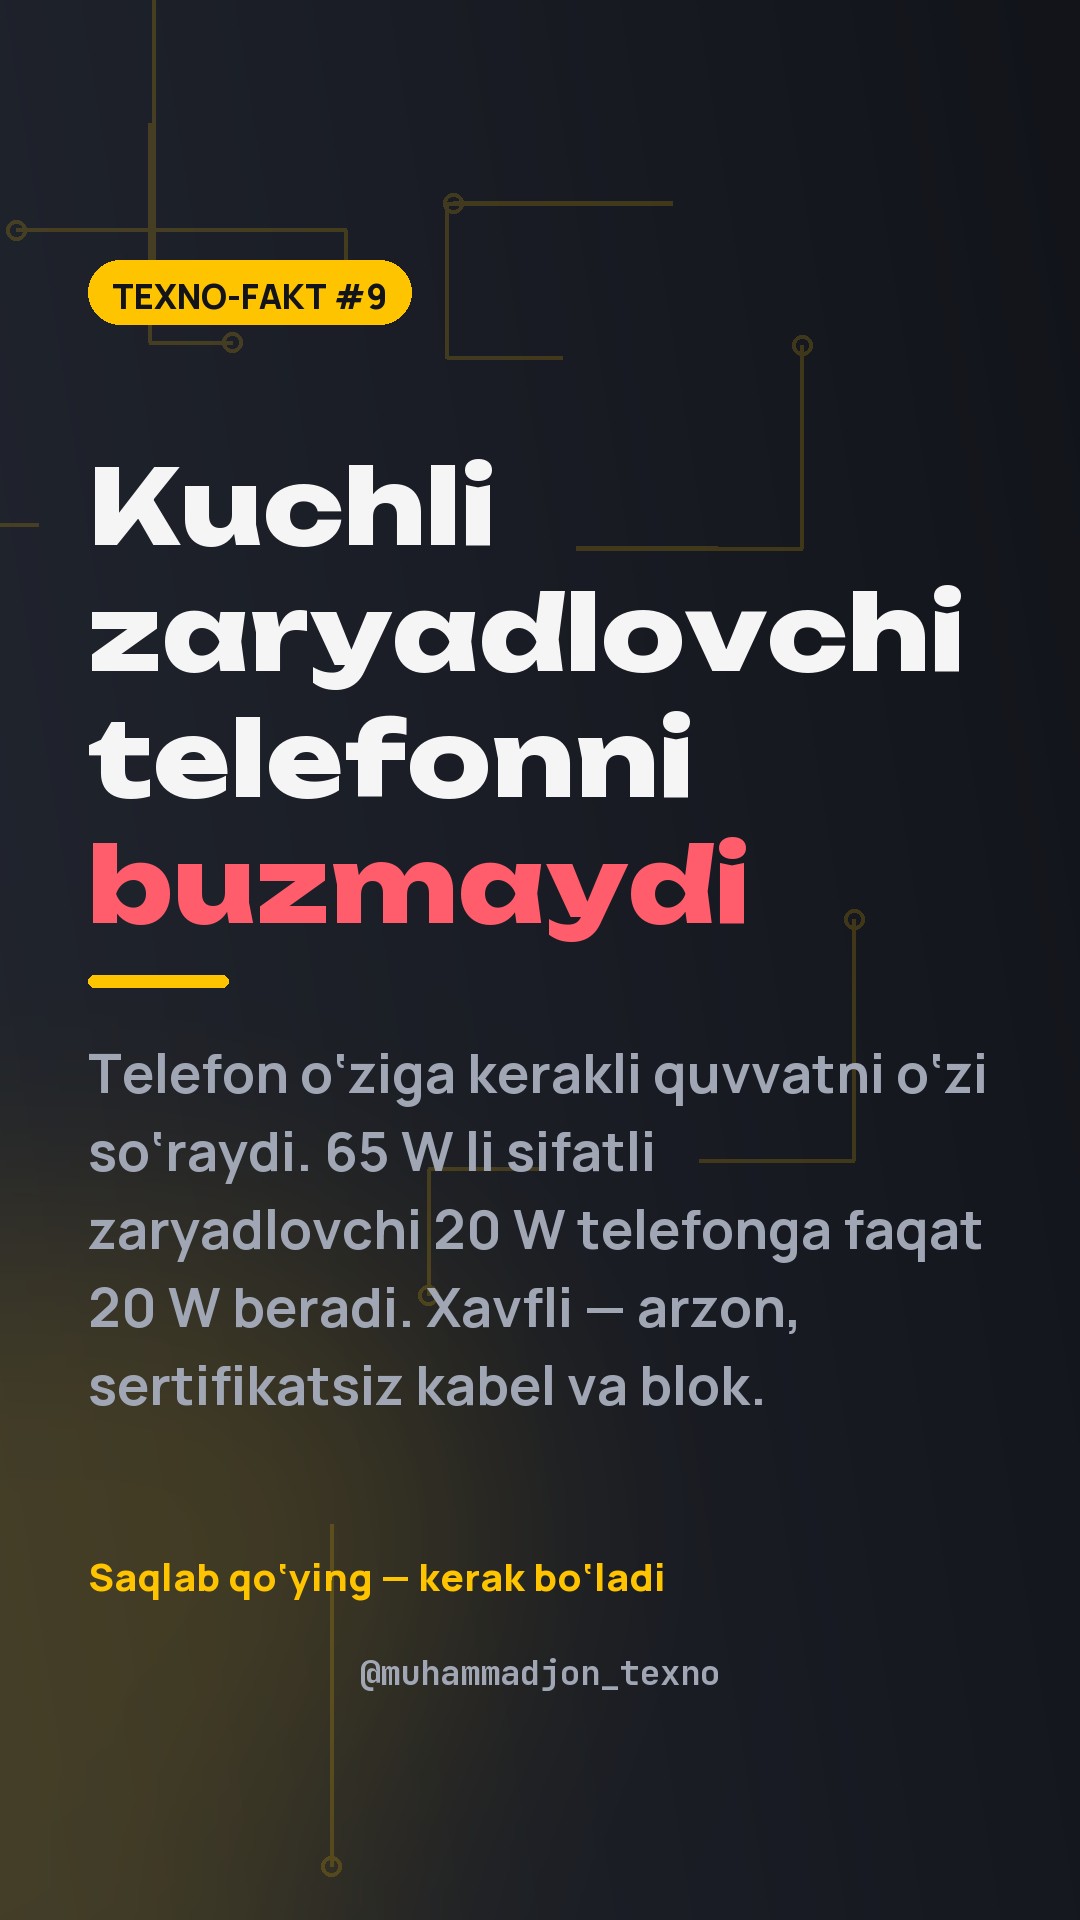 TEXNO-FAKT #9
Kuchli
zaryadlovchi
telefonni
buzmaydi
Telefon oʻziga kerakli quvvatni oʻzi
soʻraydi. 65 W li sifatli
zaryadlovchi 20 W telefonga faqat
20 W beradi. Xavfli — arzon,
sertifikatsiz kabel va blok.
Saqlab qoʻying — kerak boʻladi
@muhammadjon_texno